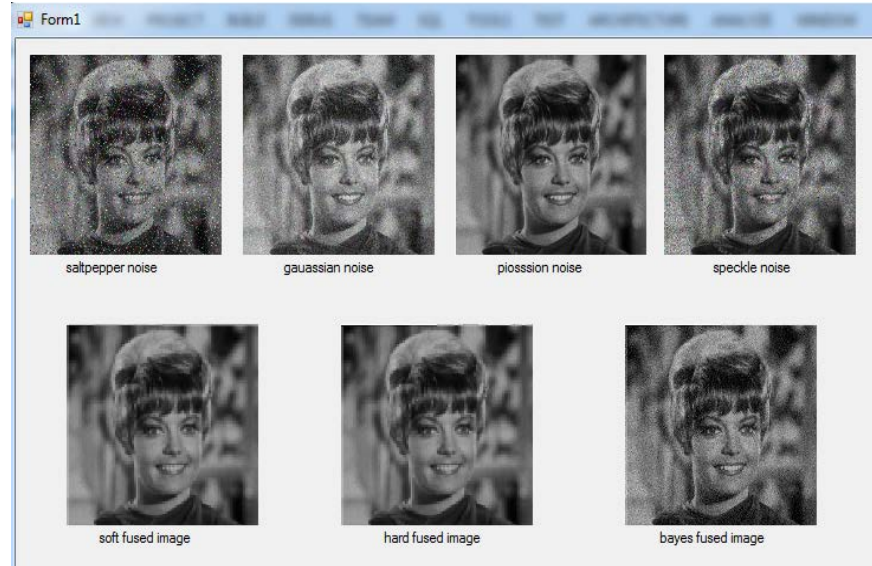 Form1
saltpepper noise
gauassian noise
piosssion noise
speckle noise
soft fused image
hard fused image
bayes fused image